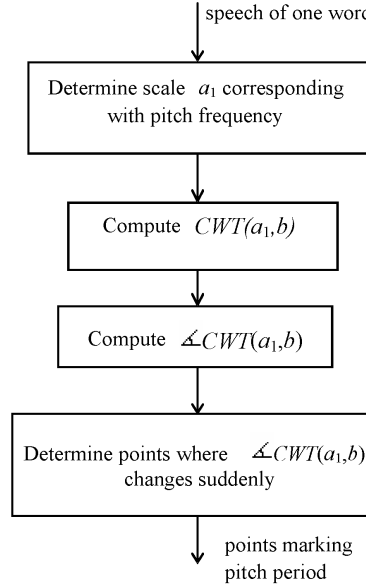 speech of one word
Determine scale a₁ corresponding
with pitch frequency
Compute CWT(a₁,b)
Compute ∡CWT(a₁,b)
Determine points where ∡CWT(a₁,b)
changes suddenly
points marking
pitch period